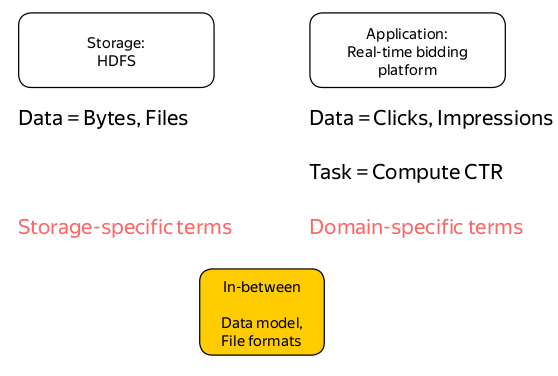 Storage:
HDFS
Application:
Real-time bidding
platform
Data = Bytes, Files
Data = Clicks, Impressions
Task = Compute CTR
Storage-specific terms
Domain-specific terms
In-between
Data model,
File formats